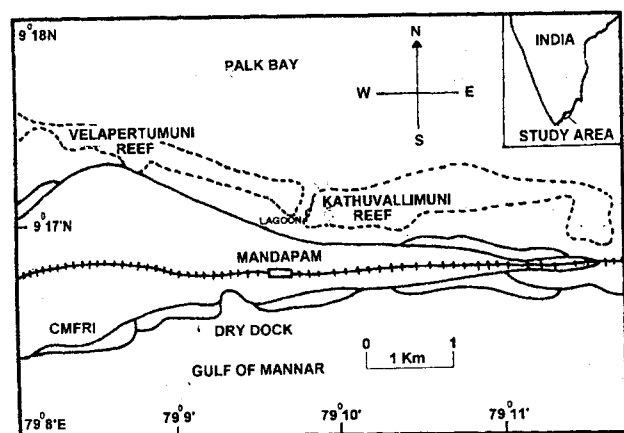 9°18'N
PALK BAY
N
W
E
S
INDIA
STUDY AREA
VELAPERTUMUNI
REEF
KATHUVALLIMUNI
REEF
LAGOON
9°17'N
MANDAPAM
CMFRI
DRY DOCK
0 1
1 Km
GULF OF MANNAR
79°8'E
79°9'
79°10'
79°11'